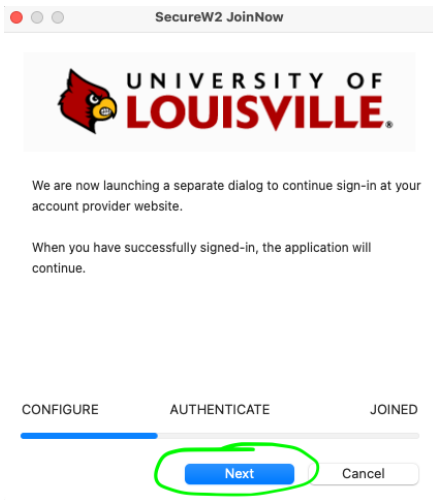 SecureW2 JoinNow
UNIVERSITY OF
LOUISVILLE.
We are now launching a separate dialog to continue sign-in at your
account provider website.
When you have successfully signed-in, the application will
continue.
CONFIGURE AUTHENTICATE JOINED
Next Cancel